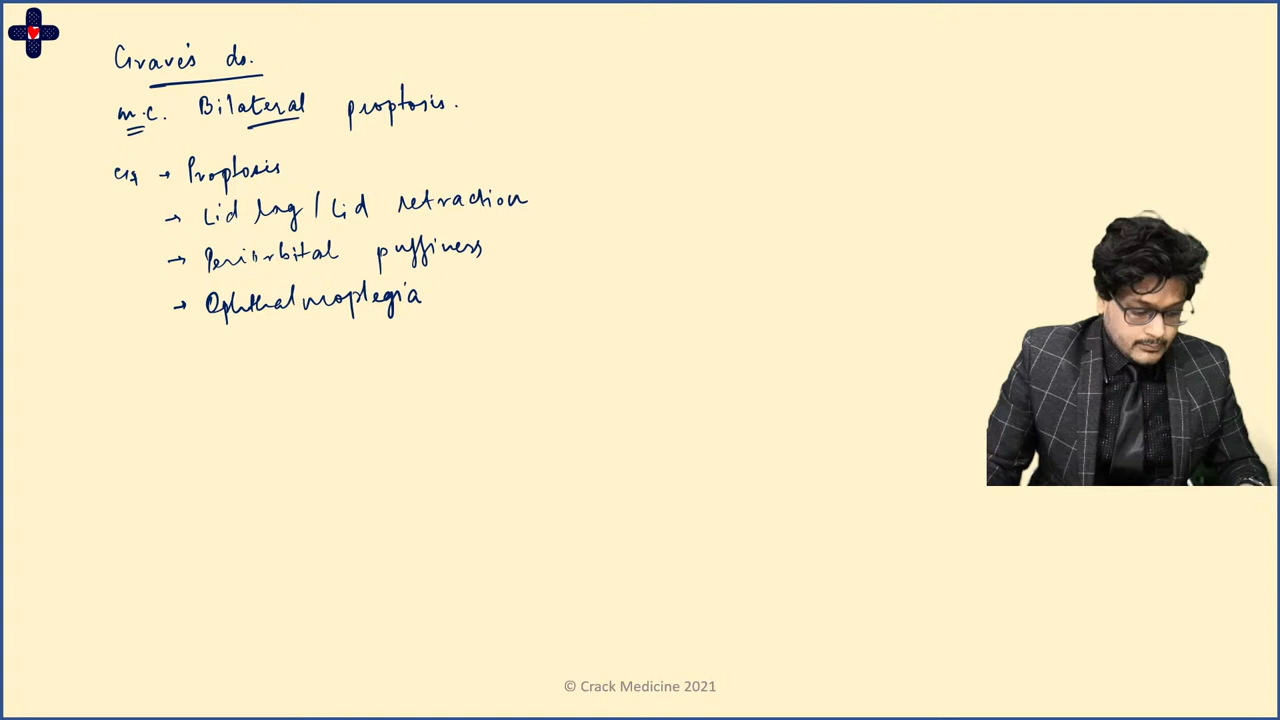 Graves ds.
m.c. Bilateral proptosis.
→ Proptosis
→ Lid lag / Lid retraction
→ Periorbital puffiness
→ Ophthalmoplegia
© Crack Medicine 2021